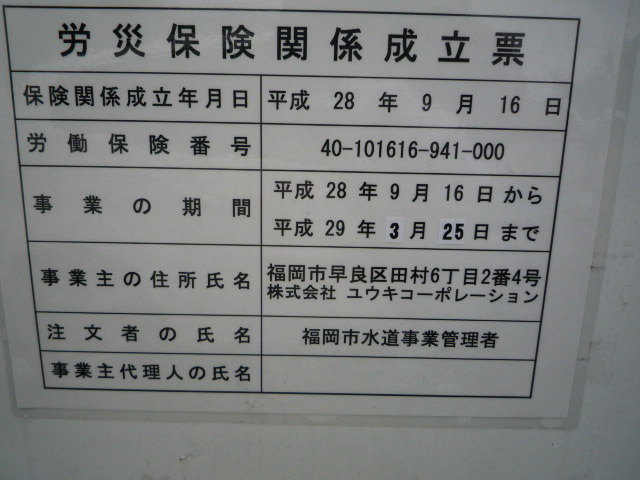 労災保険関係成立票
保険関係成立年月日 平成 28 年 9 月 16 日
労働保険番号 40-101616-941-000
事業の期間 平成 28 年 9 月 16 日から
平成 29 年 3 月 25 日まで
事業主の住所氏名 福岡市早良区田村6丁目2番4号
株式会社 ユウキコーポレーション
注文者の氏名 福岡市水道事業管理者
事業主代理人の氏名